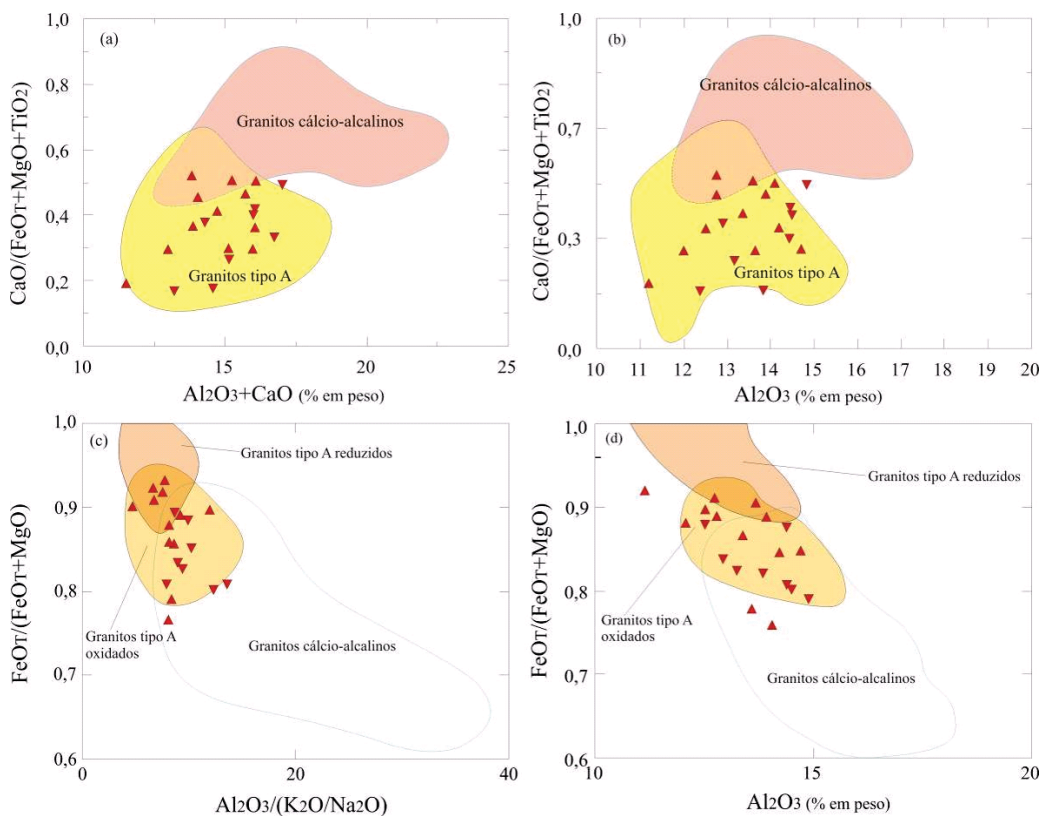 1,0
(a)
Granitos cálcio-alcalinos
0,8
0,6
0,4
0,2
0,0
Granitos tipo A
CaO/(FeOT+MgO+TiO2)
10
15
20
25
Al2O3+CaO (% em peso)
1,0
(b)
Granitos cálcio-alcalinos
0,7
0,3
0,0
Granitos tipo A
CaO/(FeOT+MgO+TiO2)
10 11 12 13 14 15 16 17 18 19 20
Al2O3 (% em peso)
1,0
(c)
Granitos tipo A reduzidos
0,9
0,8
0,7
0,6
Granitos tipo A
oxidados
Granitos cálcio-alcalinos
FeOT/(FeOT+MgO)
0
20
40
Al2O3/(K2O/Na2O)
1,0
(d)
Granitos tipo A reduzidos
0,9
0,8
0,7
0,6
Granitos tipo A
oxidados
Granitos cálcio-alcalinos
FeOT/(FeOT+MgO)
10
15
20
Al2O3 (% em peso)